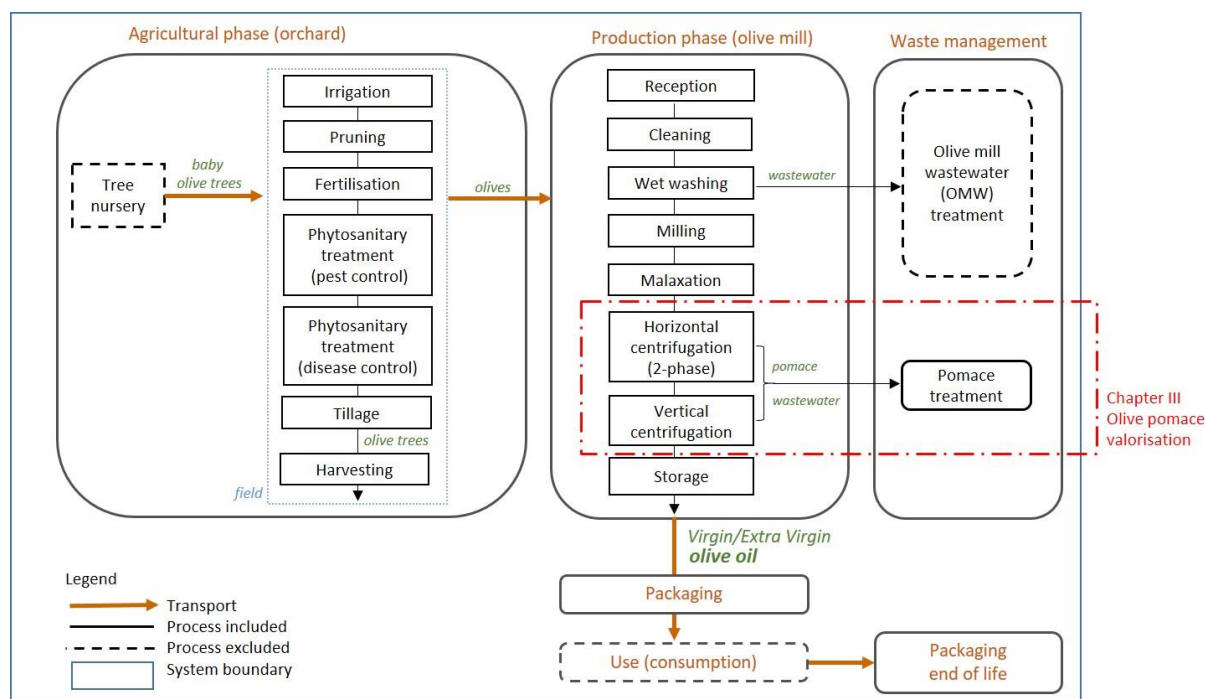 Agricultural phase (orchard)
Production phase (olive mill)
Waste management
Tree
nursery
baby
olive trees
Irrigation
Pruning
Fertilisation
Phytosanitary
treatment
(pest control)
Phytosanitary
treatment
(disease control)
Tillage
olive trees
Harvesting
field
olives
Reception
Cleaning
Wet washing
Milling
Malaxation
Horizontal
centrifugation
(2-phase)
Vertical
centrifugation
Storage
wastewater
pomace
wastewater
Olive mill
wastewater
(OMW)
treatment
Pomace
treatment
Chapter III
Olive pomace
valorisation
Virgin/Extra Virgin
olive oil
Packaging
Use (consumption)
Packaging
end of life
Legend
Transport
Process included
Process excluded
System boundary